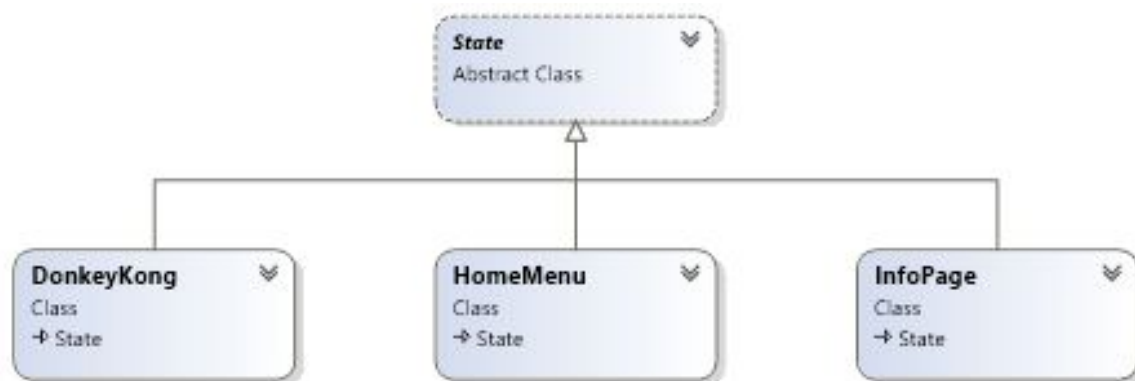 State
Abstract Class
DonkeyKong
Class
State
HomeMenu
Class
State
InfoPage
Class
State